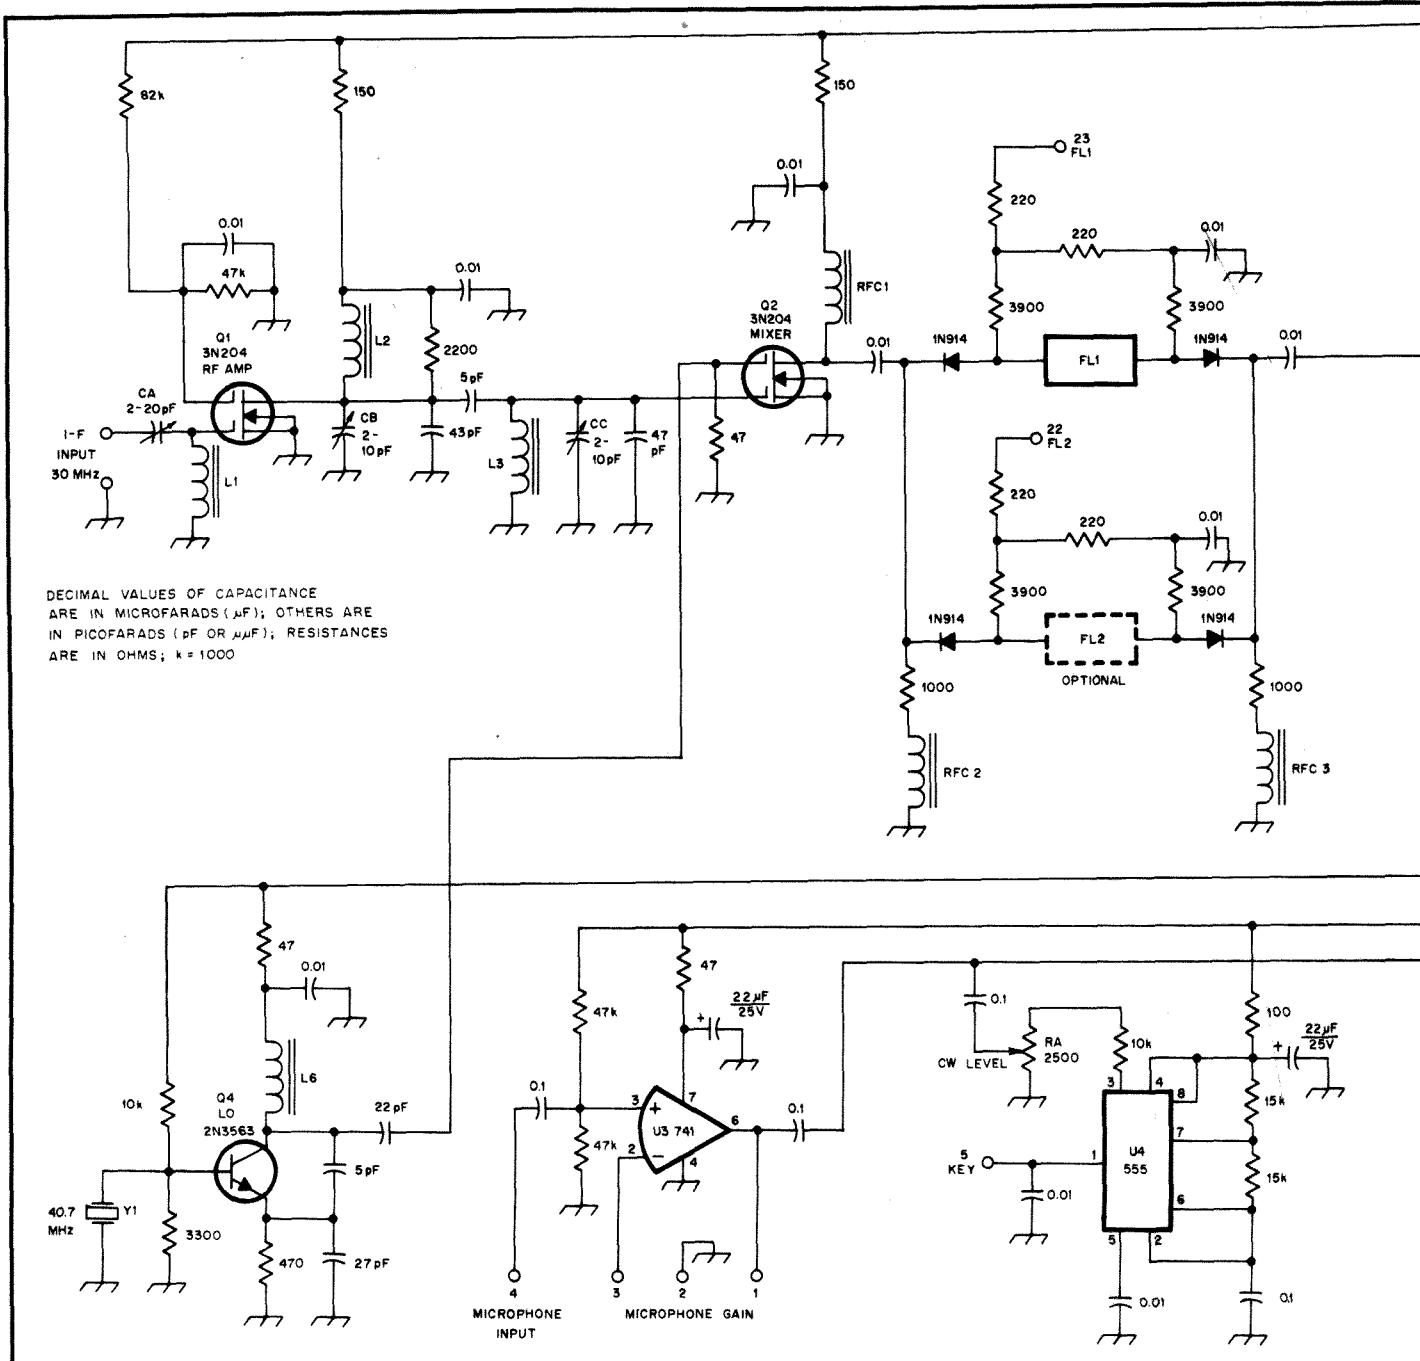 82k
150
150
0.01
23
FL1
220
220
0.01
0.01
47k
0.01
Q1
3N204
RF AMP
L2
2200
RFC1
3900
3900
Q2
3N204
MIXER
0.01
1N914
FL1
1N914
0.01
CA
2-20pF
5pF
I-F
INPUT
30 MHz
L1
CB
2-
10pF
43pF
L3
CC
2-
10pF
47
pF
47
22
FL2
220
220
0.01
3900
3900
1N914
FL2
1N914
OPTIONAL
DECIMAL VALUES OF CAPACITANCE
ARE IN MICROFARADS (µF); OTHERS ARE
IN PICOFARADS (pF OR µµF); RESISTANCES
ARE IN OHMS; k = 1000
1000
1000
RFC 2
RFC 3
47
0.01
L6
10k
Q4
LO
2N3563
22pF
5pF
40.7
MHz
Y1
3300
470
27pF
47k
47
+
22µF
25V
0.1
3
+
7
U3 741
6
2
−
4
47k
0.1
4
MICROPHONE
INPUT
3
2
1
MICROPHONE GAIN
0.1
CW LEVEL
RA
2500
10k
100
+
22µF
25V
3
4
8
15k
7
U4
555
5
KEY
1
0.01
15k
6
5
2
0.01
0.1